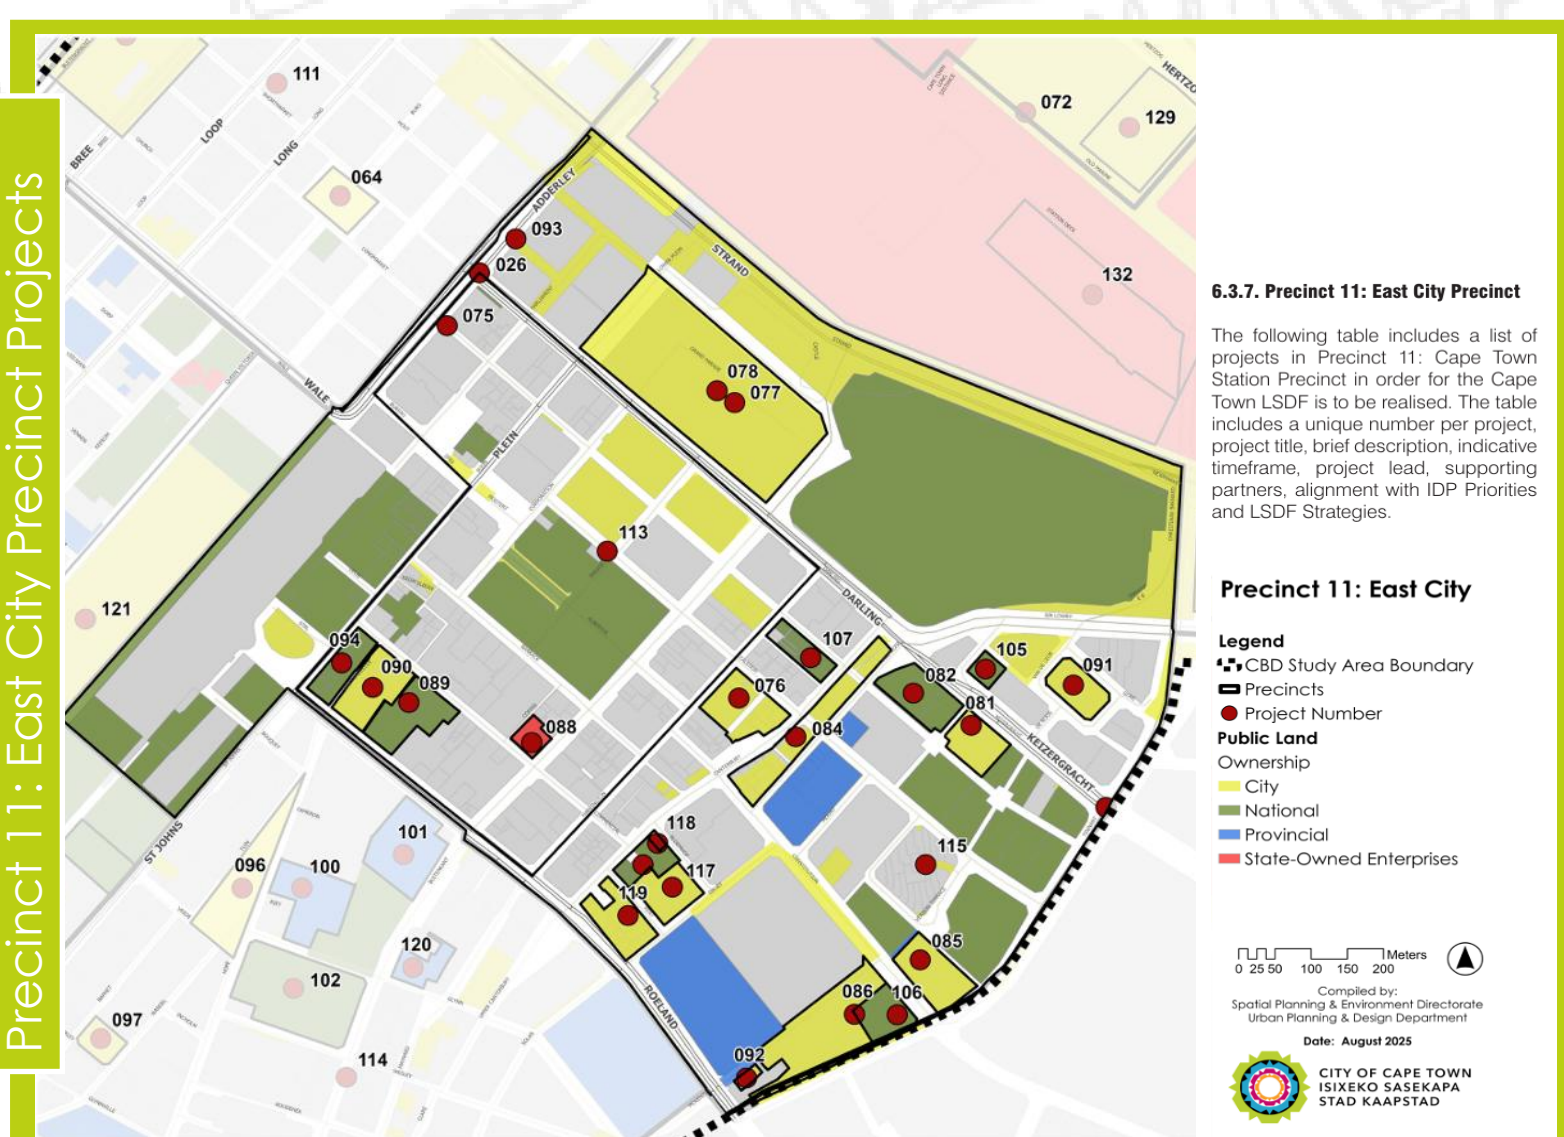 Precinct 11: East City Precinct Projects
111
072
129
HERTZO
LOOP
BREE
LONG
064
ADDERLEY
093
026
STRAND
132
075
WALE
078
077
PLEIN
113
121
DARLING
094
090
089
107
105
091
082
076
081
088
084
KEIZERGRACHT
ST JOHNS
101
118
096
100
117
115
119
120
085
102
086
106
ROELAND
097
092
114
6.3.7. Precinct 11: East City Precinct
The following table includes a list of
projects in Precinct 11: Cape Town
Station Precinct in order for the Cape
Town LSDF is to be realised. The table
includes a unique number per project,
project title, brief description, indicative
timeframe, project lead, supporting
partners, alignment with IDP Priorities
and LSDF Strategies.
Precinct 11: East City
Legend
CBD Study Area Boundary
Precincts
Project Number
Public Land
Ownership
City
National
Provincial
State-Owned Enterprises
Meters
0 25 50 100 150 200
Compiled by:
Spatial Planning & Environment Directorate
Urban Planning & Design Department
Date: August 2025
CITY OF CAPE TOWN
ISIXEKO SASEKAPA
STAD KAAPSTAD